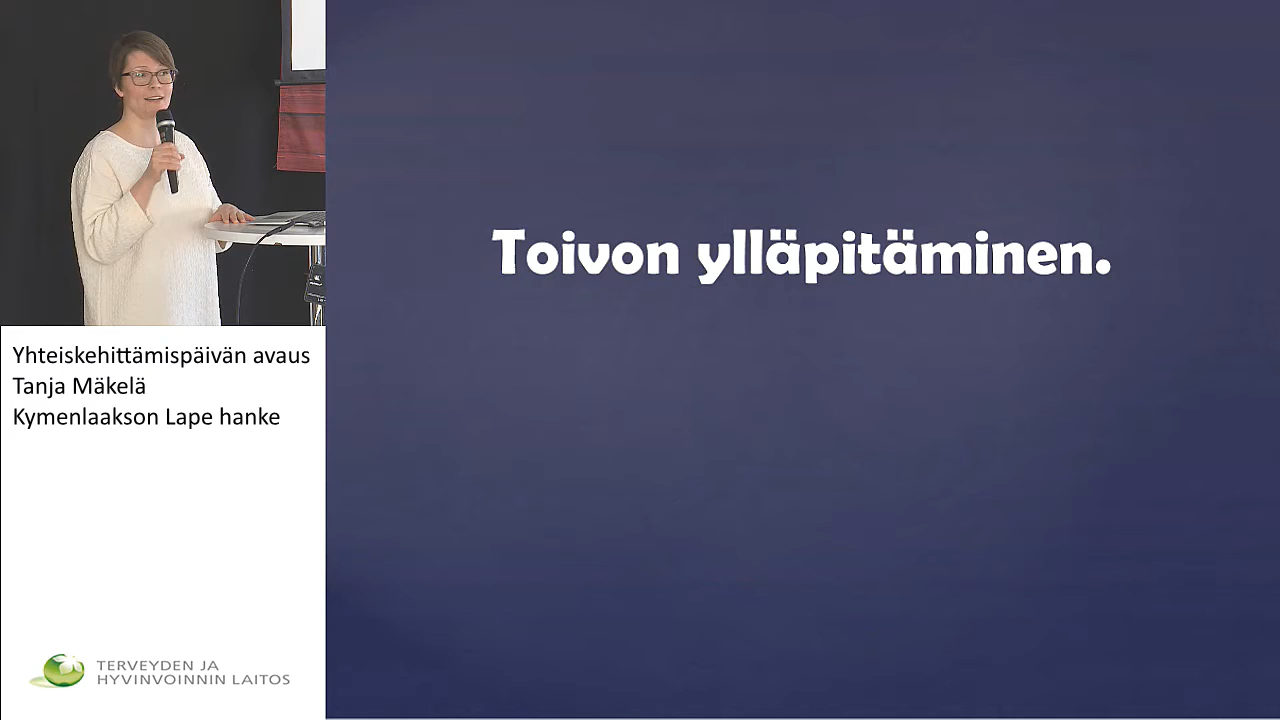 Toivon ylläpitäminen.
Yhteiskehittämispäivän avaus
Tanja Mäkelä
Kymenlaakson Lape hanke
TERVEYDEN JA
HYVINVOINNIN LAITOS